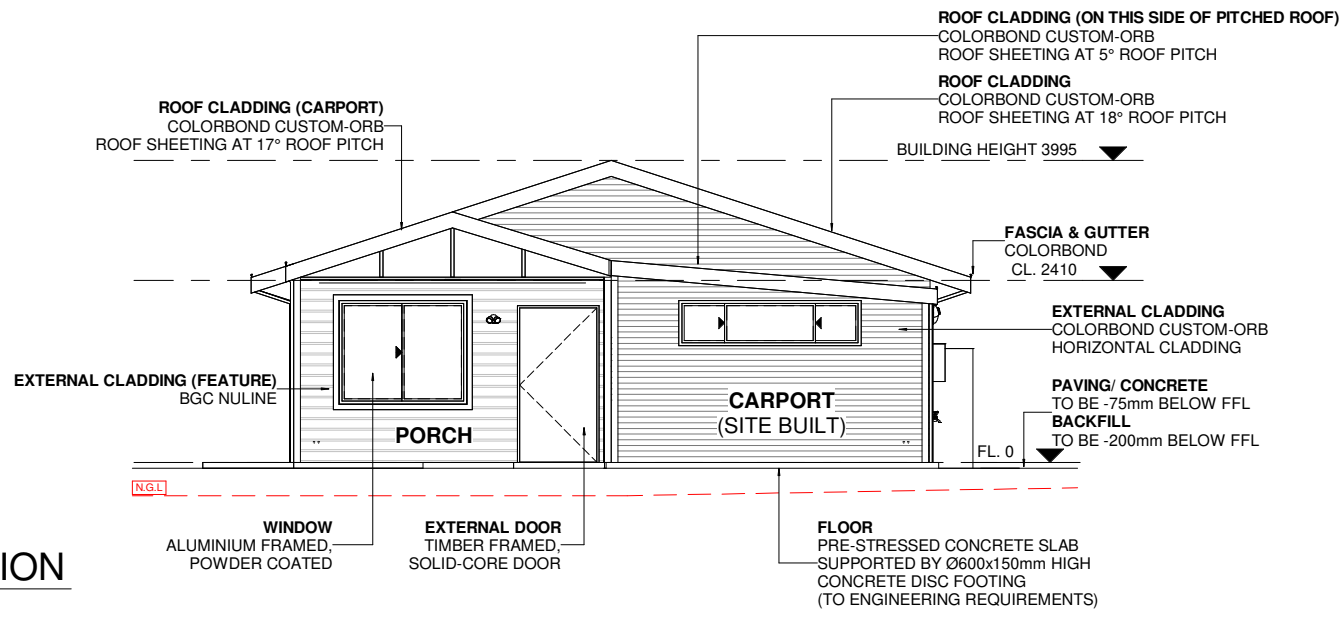 ROOF CLADDING (ON THIS SIDE OF PITCHED ROOF)
COLORBOND CUSTOM-ORB
ROOF SHEETING AT 5° ROOF PITCH
ROOF CLADDING
COLORBOND CUSTOM-ORB
ROOF SHEETING AT 18° ROOF PITCH
ROOF CLADDING (CARPORT)
COLORBOND CUSTOM-ORB
ROOF SHEETING AT 17° ROOF PITCH
BUILDING HEIGHT 3995
FASCIA & GUTTER
COLORBOND
CL. 2410
EXTERNAL CLADDING
COLORBOND CUSTOM-ORB
HORIZONTAL CLADDING
EXTERNAL CLADDING (FEATURE)
BGC NULINE
PORCH
CARPORT
(SITE BUILT)
PAVING/ CONCRETE
TO BE -75mm BELOW FFL
BACKFILL
TO BE -200mm BELOW FFL
FL. 0
N.G.L
WINDOW
ALUMINIUM FRAMED,
POWDER COATED
EXTERNAL DOOR
TIMBER FRAMED,
SOLID-CORE DOOR
FLOOR
PRE-STRESSED CONCRETE SLAB
SUPPORTED BY Ø600x150mm HIGH
CONCRETE DISC FOOTING
(TO ENGINEERING REQUIREMENTS)
ION